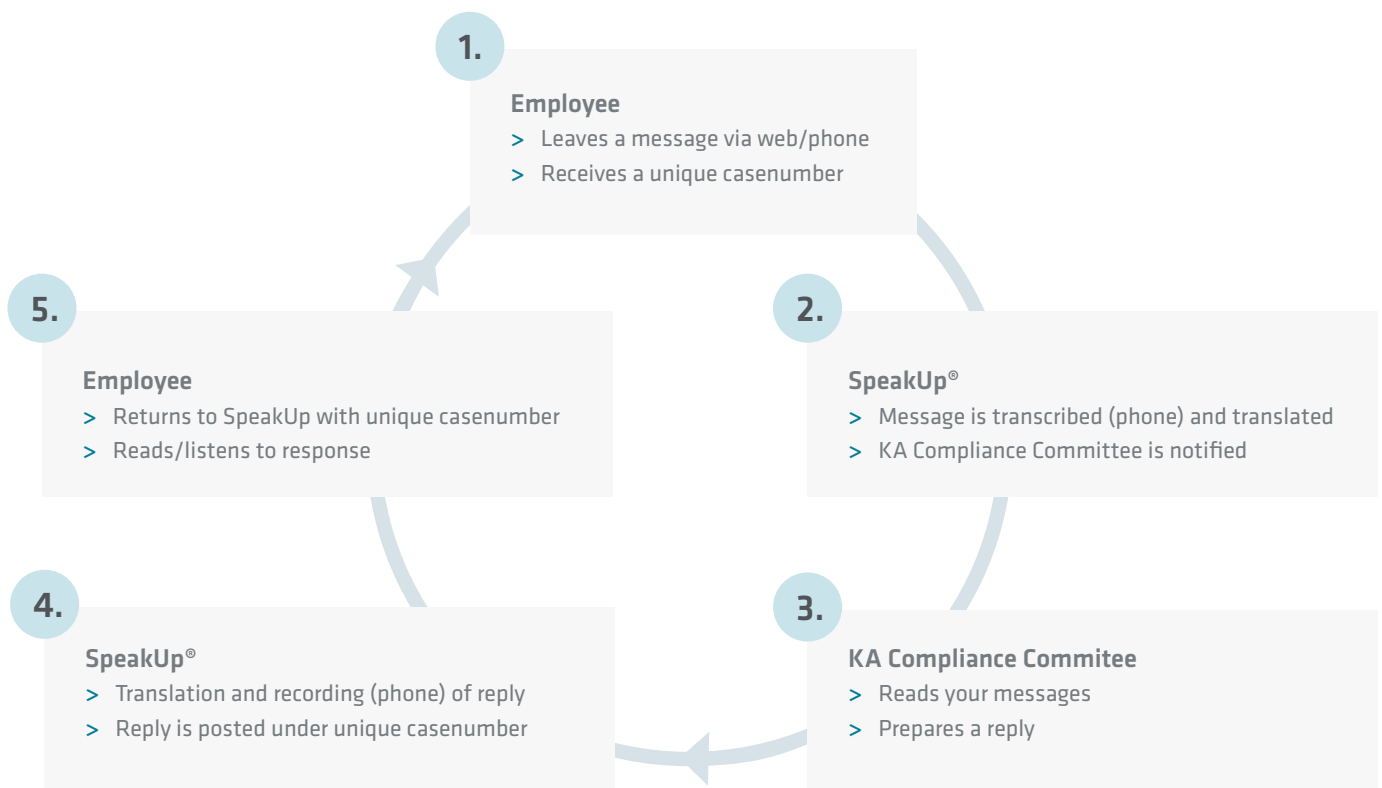 1.
Employee
> Leaves a message via web/phone
> Receives a unique casenumber
2.
SpeakUp®
> Message is transcribed (phone) and translated
> KA Compliance Committee is notified
3.
KA Compliance Commitee
> Reads your messages
> Prepares a reply
4.
SpeakUp®
> Translation and recording (phone) of reply
> Reply is posted under unique casenumber
5.
Employee
> Returns to SpeakUp with unique casenumber
> Reads/listens to response